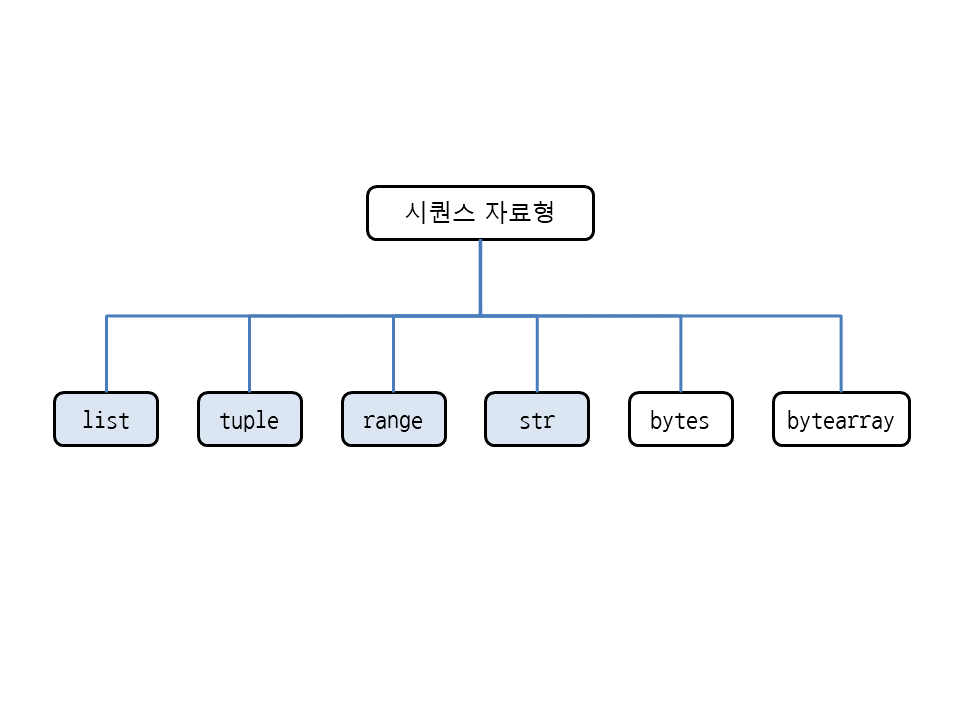 시퀀스 자료형
list
tuple
range
str
bytes
bytearray